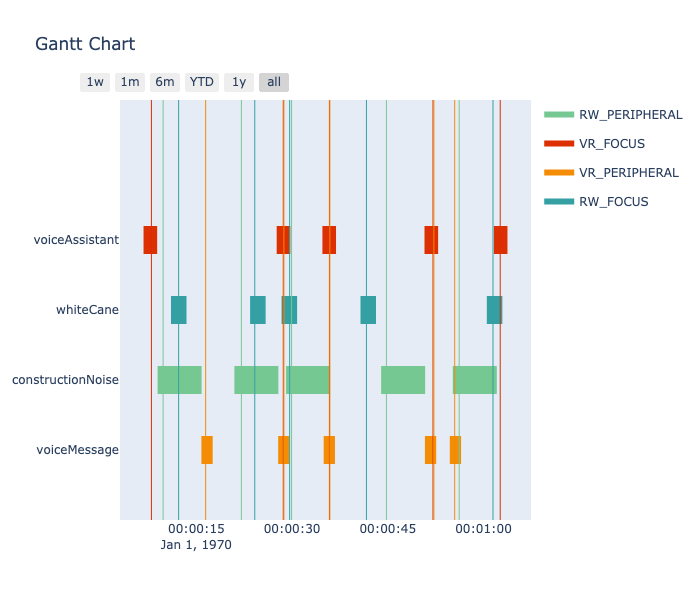 Gantt Chart
1w 1m 6m YTD 1y all
RW_PERIPHERAL
VR_FOCUS
VR_PERIPHERAL
RW_FOCUS
voiceAssistant
whiteCane
constructionNoise
voiceMessage
00:00:15 00:00:30 00:00:45 00:01:00
Jan 1, 1970